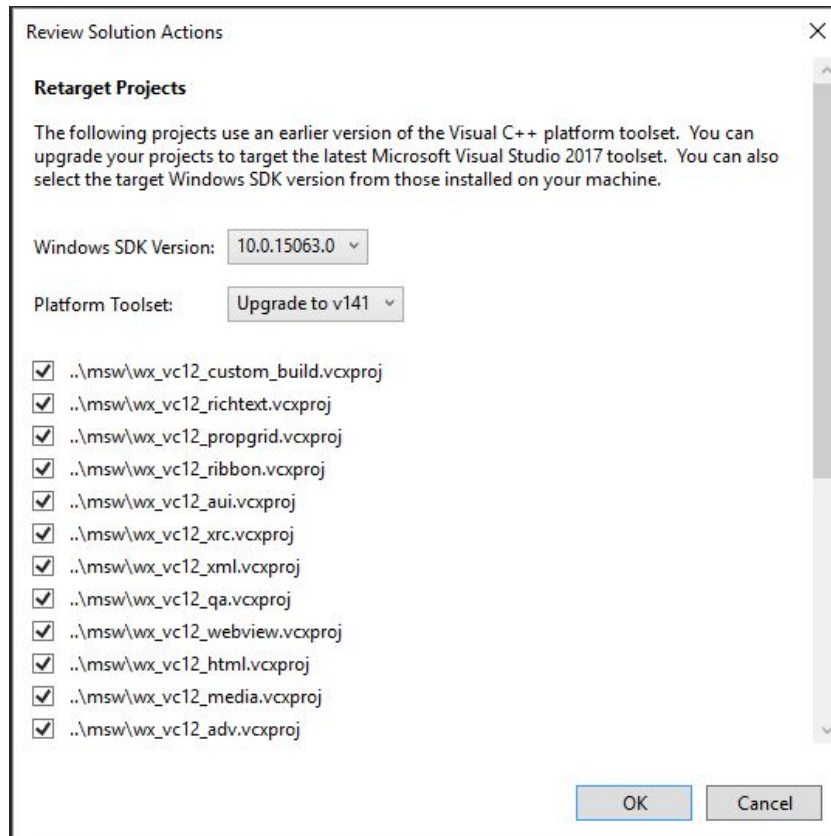 Review Solution Actions
Retarget Projects
The following projects use an earlier version of the Visual C++ platform toolset. You can
upgrade your projects to target the latest Microsoft Visual Studio 2017 toolset. You can also
select the target Windows SDK version from those installed on your machine.
Windows SDK Version: 10.0.15063.0
Platform Toolset: Upgrade to v141
..\msw\wx_vc12_custom_build.vcxproj
..\msw\wx_vc12_richtext.vcxproj
..\msw\wx_vc12_propgrid.vcxproj
..\msw\wx_vc12_ribbon.vcxproj
..\msw\wx_vc12_aui.vcxproj
..\msw\wx_vc12_xrc.vcxproj
..\msw\wx_vc12_xml.vcxproj
..\msw\wx_vc12_qa.vcxproj
..\msw\wx_vc12_webview.vcxproj
..\msw\wx_vc12_html.vcxproj
..\msw\wx_vc12_media.vcxproj
..\msw\wx_vc12_adv.vcxproj
OK Cancel